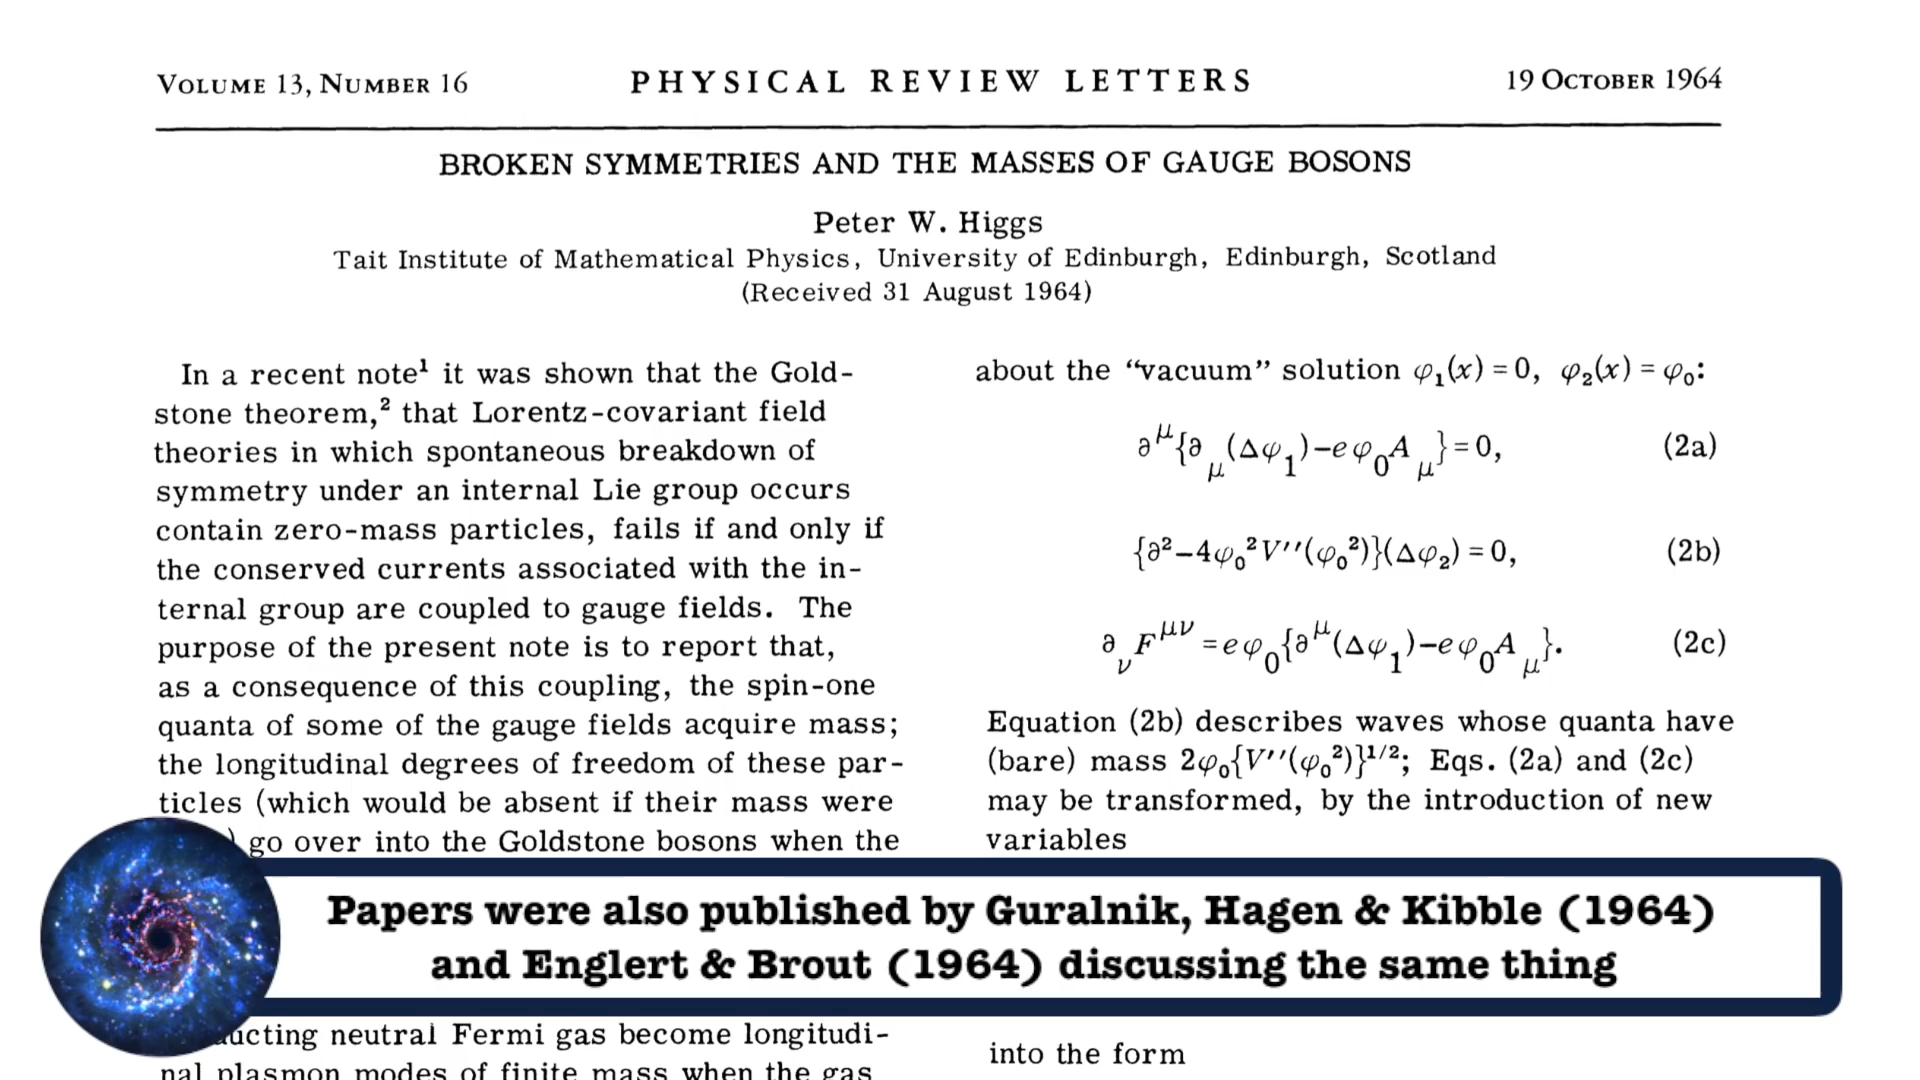 VOLUME 13, NUMBER 16 PHYSICAL REVIEW LETTERS 19 OCTOBER 1964
BROKEN SYMMETRIES AND THE MASSES OF GAUGE BOSONS
Peter W. Higgs
Tait Institute of Mathematical Physics, University of Edinburgh, Edinburgh, Scotland
(Received 31 August 1964)
In a recent note¹ it was shown that the Gold-
stone theorem,² that Lorentz-covariant field
theories in which spontaneous breakdown of
symmetry under an internal Lie group occurs
contain zero-mass particles, fails if and only if
the conserved currents associated with the in-
ternal group are coupled to gauge fields. The
purpose of the present note is to report that,
as a consequence of this coupling, the spin-one
quanta of some of the gauge fields acquire mass;
the longitudinal degrees of freedom of these par-
ticles (which would be absent if their mass were
) go over into the Goldstone bosons when the
ucting neutral Fermi gas become longitudi-
nal plasmon modes of finite mass when the gas
about the “vacuum” solution φ₁(x) = 0, φ₂(x) = φ₀:
∂^μ{∂_μ(Δφ₁)−eφ₀A_μ}=0, (2a)
{∂²−4φ₀²V′′(φ₀²)}(Δφ₂) = 0, (2b)
∂_νF^μν =eφ₀{∂^μ(Δφ₁)−eφ₀A_μ}. (2c)
Equation (2b) describes waves whose quanta have
(bare) mass 2φ₀{V′′(φ₀²)}^1/2; Eqs. (2a) and (2c)
may be transformed, by the introduction of new
variables
into the form
Papers were also published by Guralnik, Hagen & Kibble (1964)
and Englert & Brout (1964) discussing the same thing